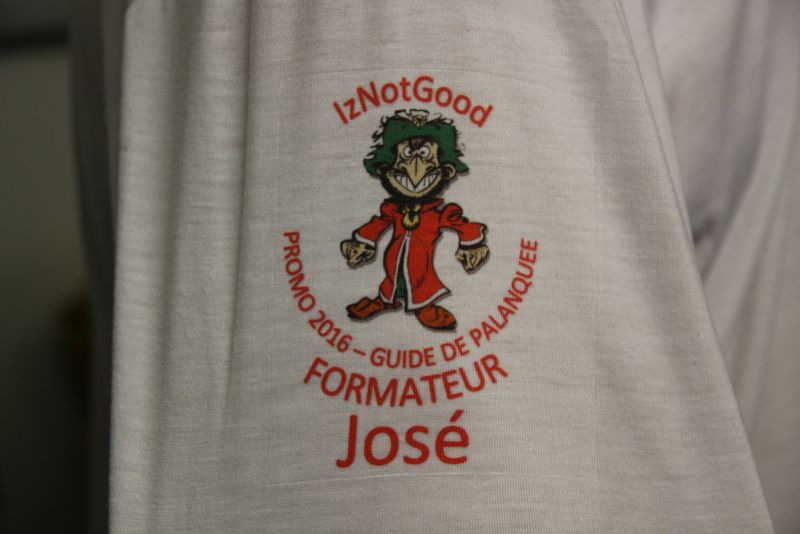 IzNotGood
PROMO 2016 – GUIDE DE PALANQUEE
FORMATEUR
José